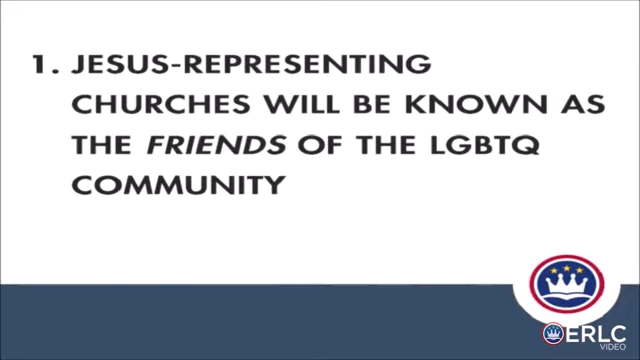 1. JESUS-REPRESENTING
CHURCHES WILL BE KNOWN AS
THE FRIENDS OF THE LGBTQ
COMMUNITY
ERLC
VIDEO